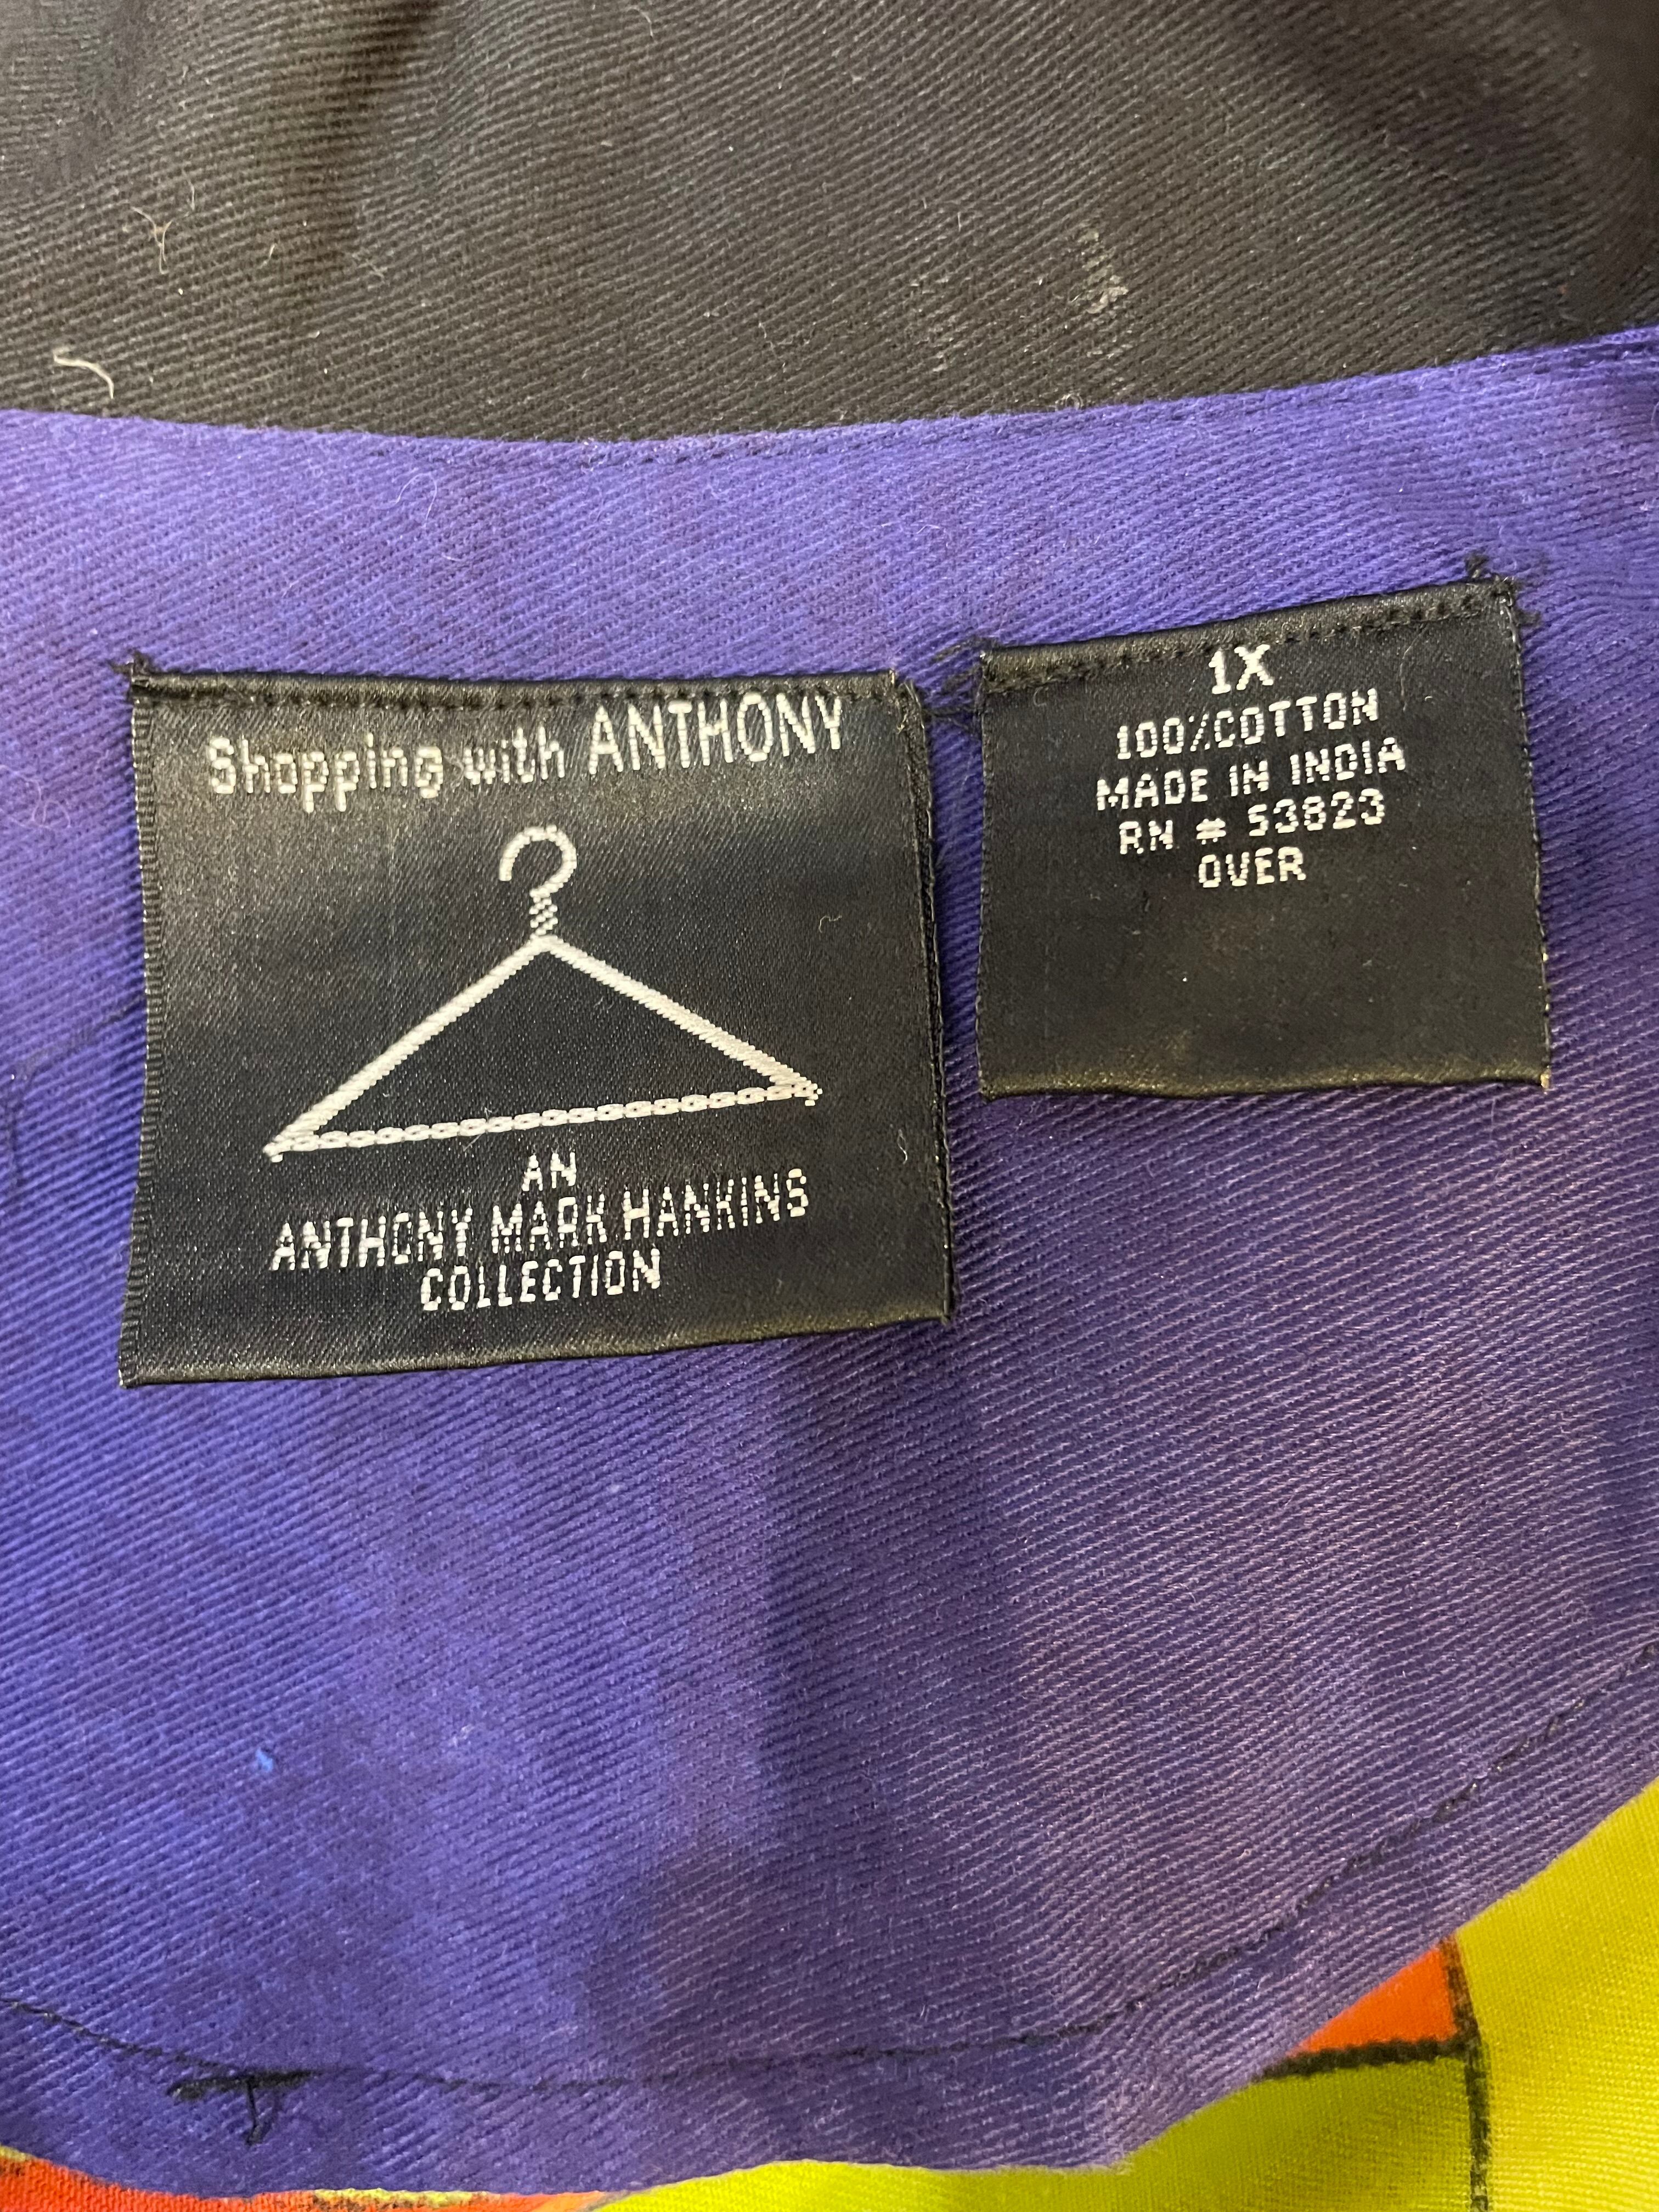 Shopping with ANTHONY
AN
ANTHONY MARK HANKINS
COLLECTION
1X
100%COTTON
MADE IN INDIA
RN # 53823
OVER